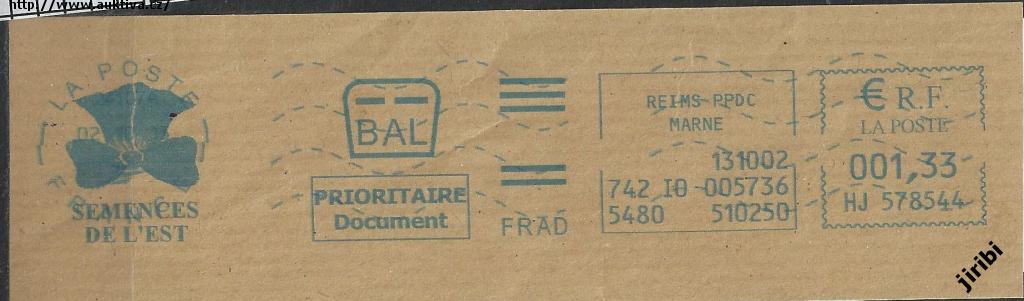 http://www.auktiva.cz/
LA POSTE
02
SEMENCES
DE L'EST
BAL
PRIORITAIRE
Document
FRAD
REIMS-PPDC
MARNE
131002
742 I0 005736
5480 510250
€ R.F.
LA POSTE
001,33
HJ 578544
jiribi